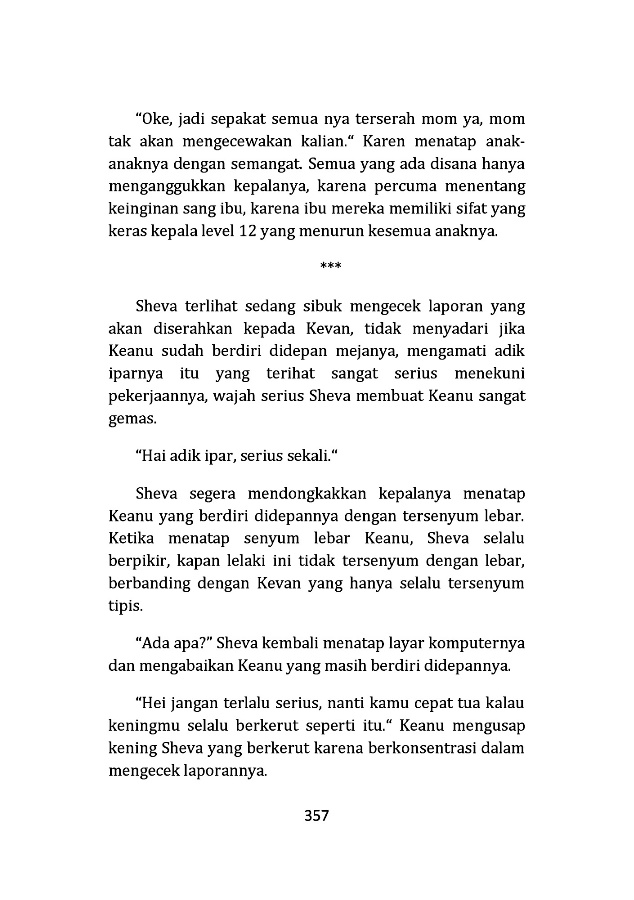 “Oke, jadi sepakat semua nya terserah mom ya, mom
tak akan mengecewakan kalian.“ Karen menatap anak-
anaknya dengan semangat. Semua yang ada disana hanya
menganggukkan kepalanya, karena percuma menentang
keinginan sang ibu, karena ibu mereka memiliki sifat yang
keras kepala level 12 yang menurun kesemua anaknya.
***
Sheva terlihat sedang sibuk mengecek laporan yang
akan diserahkan kepada Kevan, tidak menyadari jika
Keanu sudah berdiri didepan mejanya, mengamati adik
iparnya itu yang terihat sangat serius menekuni
pekerjaannya, wajah serius Sheva membuat Keanu sangat
gemas.
“Hai adik ipar, serius sekali.“
Sheva segera mendongkakkan kepalanya menatap
Keanu yang berdiri didepannya dengan tersenyum lebar.
Ketika menatap senyum lebar Keanu, Sheva selalu
berpikir, kapan lelaki ini tidak tersenyum dengan lebar,
berbanding dengan Kevan yang hanya selalu tersenyum
tipis.
“Ada apa?” Sheva kembali menatap layar komputernya
dan mengabaikan Keanu yang masih berdiri didepannya.
“Hei jangan terlalu serius, nanti kamu cepat tua kalau
keningmu selalu berkerut seperti itu.“ Keanu mengusap
kening Sheva yang berkerut karena berkonsentrasi dalam
mengecek laporannya.
357